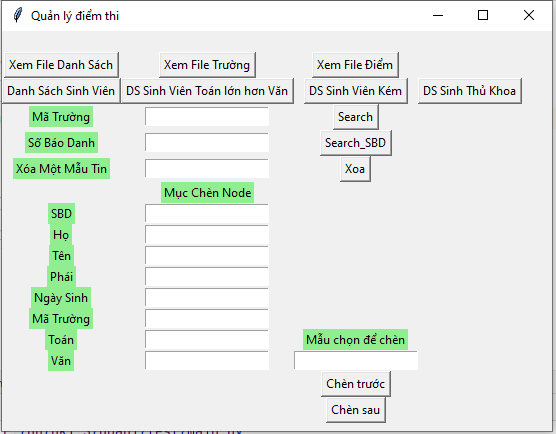 Quản lý điểm thi
Xem File Danh Sách Xem File Trường Xem File Điểm
Danh Sách Sinh Viên DS Sinh Viên Toán lớn hơn Văn DS Sinh Viên Kém DS Sinh Thủ Khoa
Mã Trường Search
Số Báo Danh Search_SBD
Xóa Một Mẫu Tin Xoa
Mục Chèn Node
SBD
Họ
Tên
Phái
Ngày Sinh
Mã Trường
Toán Mẫu chọn để chèn
Văn
Chèn trước
Chèn sau